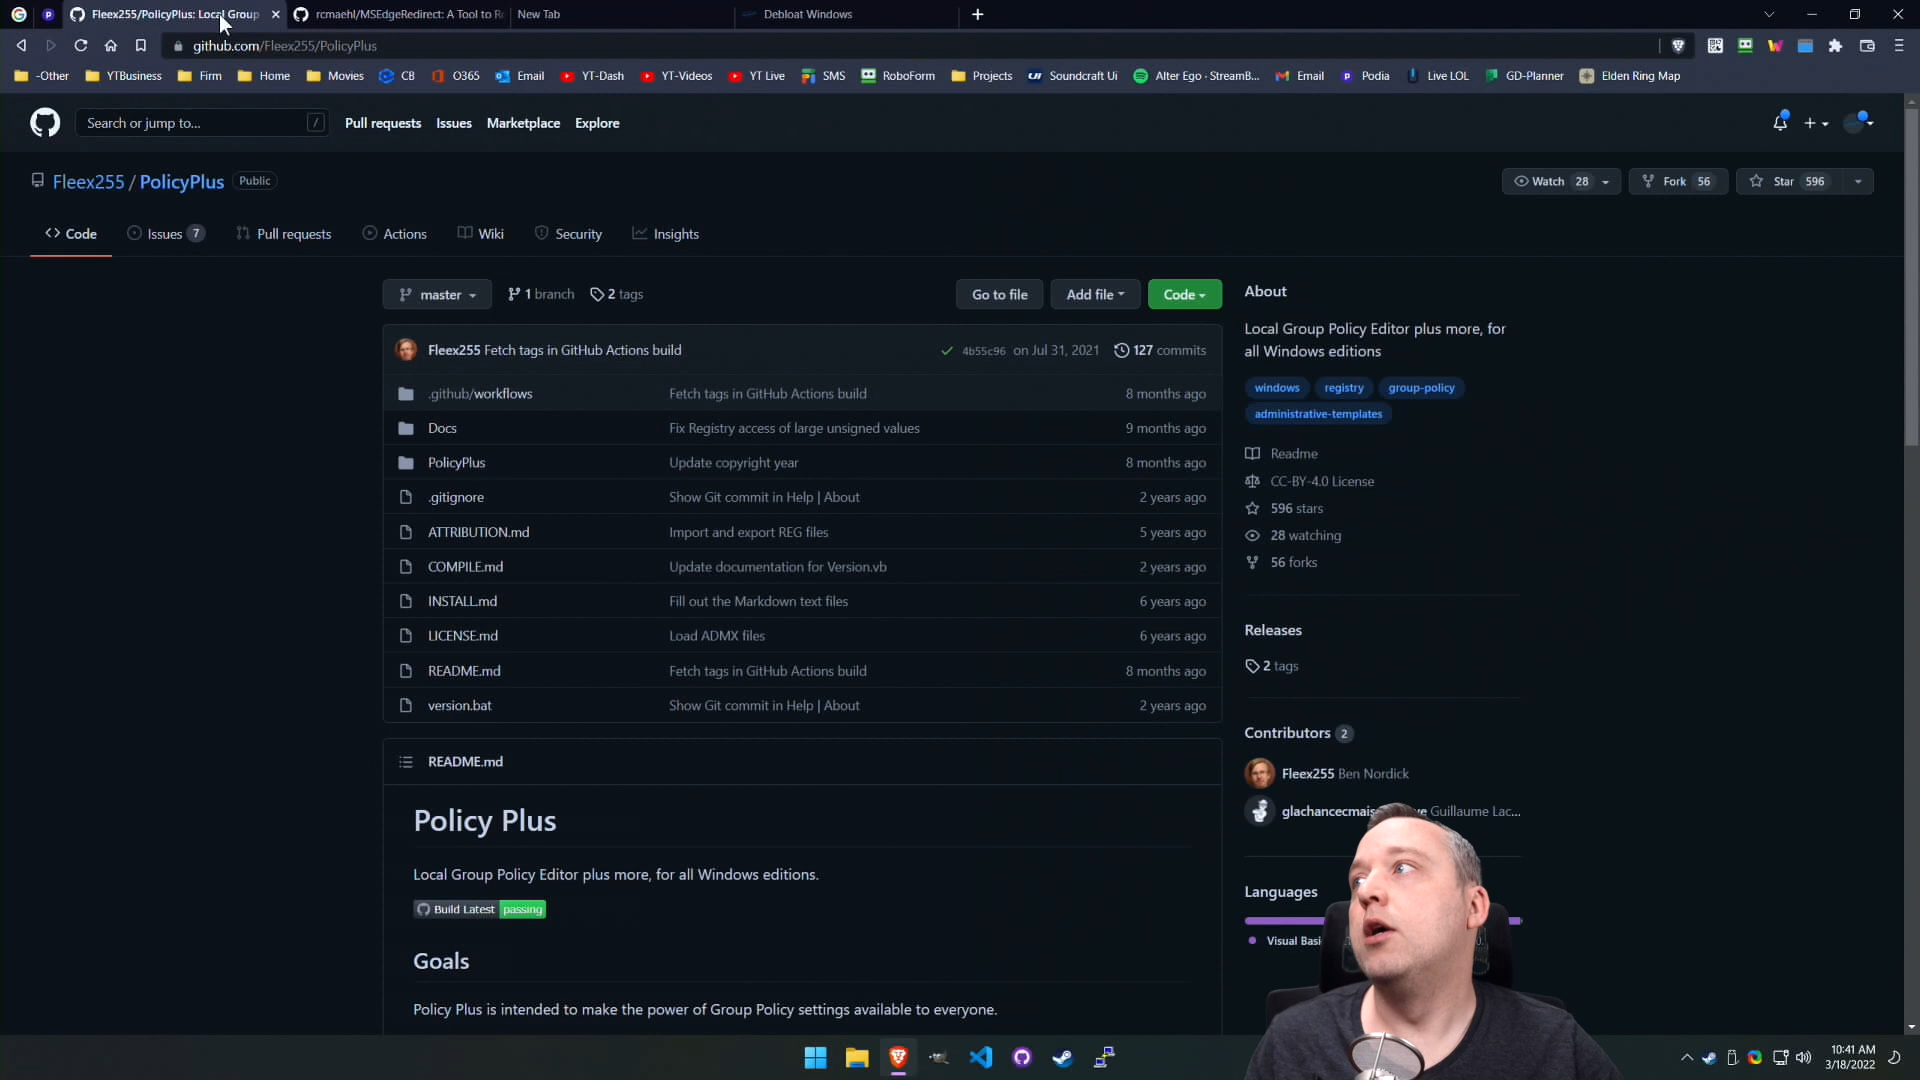 Fleex255/PolicyPlus: Local Group
rcmaehl/MSEdgeRedirect: A Tool to R
New Tab
Debloat Windows
github.com/Fleex255/PolicyPlus
-Other
YTBusiness
Firm
Home
Movies
CB
O365
Email
YT-Dash
YT-Videos
YT Live
SMS
RoboForm
Projects
Soundcraft Ui
Alter Ego - StreamB...
Email
Podia
Live LOL
GD-Planner
Elden Ring Map
Search or jump to...
/
Pull requests
Issues
Marketplace
Explore
Fleex255 / PolicyPlus
Public
Watch 28
Fork 56
Star 596
Code
Issues 7
Pull requests
Actions
Wiki
Security
Insights
master
1 branch
2 tags
Go to file
Add file
Code
Fleex255 Fetch tags in GitHub Actions build
4b55c96 on Jul 31, 2021
127 commits
.github/workflows
Fetch tags in GitHub Actions build
8 months ago
Docs
Fix Registry access of large unsigned values
9 months ago
PolicyPlus
Update copyright year
8 months ago
.gitignore
Show Git commit in Help | About
2 years ago
ATTRIBUTION.md
Import and export REG files
5 years ago
COMPILE.md
Update documentation for Version.vb
2 years ago
INSTALL.md
Fill out the Markdown text files
6 years ago
LICENSE.md
Load ADMX files
6 years ago
README.md
Fetch tags in GitHub Actions build
8 months ago
version.bat
Show Git commit in Help | About
2 years ago
README.md
Policy Plus
Local Group Policy Editor plus more, for all Windows editions.
Build Latest passing
Goals
Policy Plus is intended to make the power of Group Policy settings available to everyone.
About
Local Group Policy Editor plus more, for
all Windows editions
windows
registry
group-policy
administrative-templates
Readme
CC-BY-4.0 License
596 stars
28 watching
56 forks
Releases
2 tags
Contributors 2
Fleex255 Ben Nordick
Guillaume Lac...
Languages
10:41 AM
3/18/2022